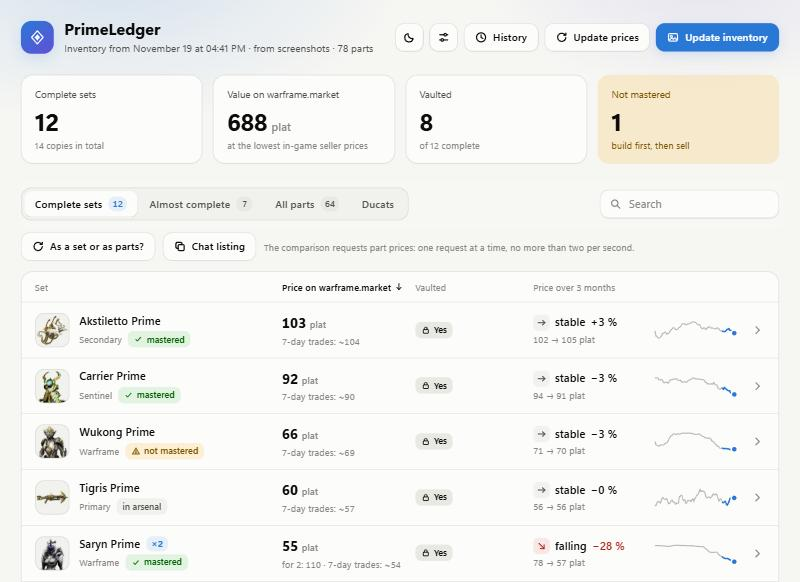 PrimeLedger
Inventory from November 19 at 04:41 PM · from screenshots · 78 parts
History
Update prices
Update inventory
Complete sets
12
14 copies in total
Value on warframe.market
688 plat
at the lowest in-game seller prices
Vaulted
8
of 12 complete
Not mastered
1
build first, then sell
Complete sets 12
Almost complete 7
All parts 64
Ducats
Search
As a set or as parts?
Chat listing
The comparison requests part prices: one request at a time, no more than two per second.
Set
Price on warframe.market ↓
Vaulted
Price over 3 months
Akstiletto Prime
Secondary ✓ mastered
103 plat
7-day trades: ~104
Yes
→ stable +3 %
102 → 105 plat
Carrier Prime
Sentinel ✓ mastered
92 plat
7-day trades: ~90
Yes
→ stable −3 %
94 → 91 plat
Wukong Prime
Warframe not mastered
66 plat
7-day trades: ~69
Yes
→ stable −3 %
71 → 70 plat
Tigris Prime
Primary in arsenal
60 plat
7-day trades: ~57
Yes
→ stable −0 %
56 → 56 plat
Saryn Prime ×2
Warframe ✓ mastered
55 plat
for 2: 110 · 7-day trades: ~54
Yes
↘ falling −28 %
78 → 57 plat